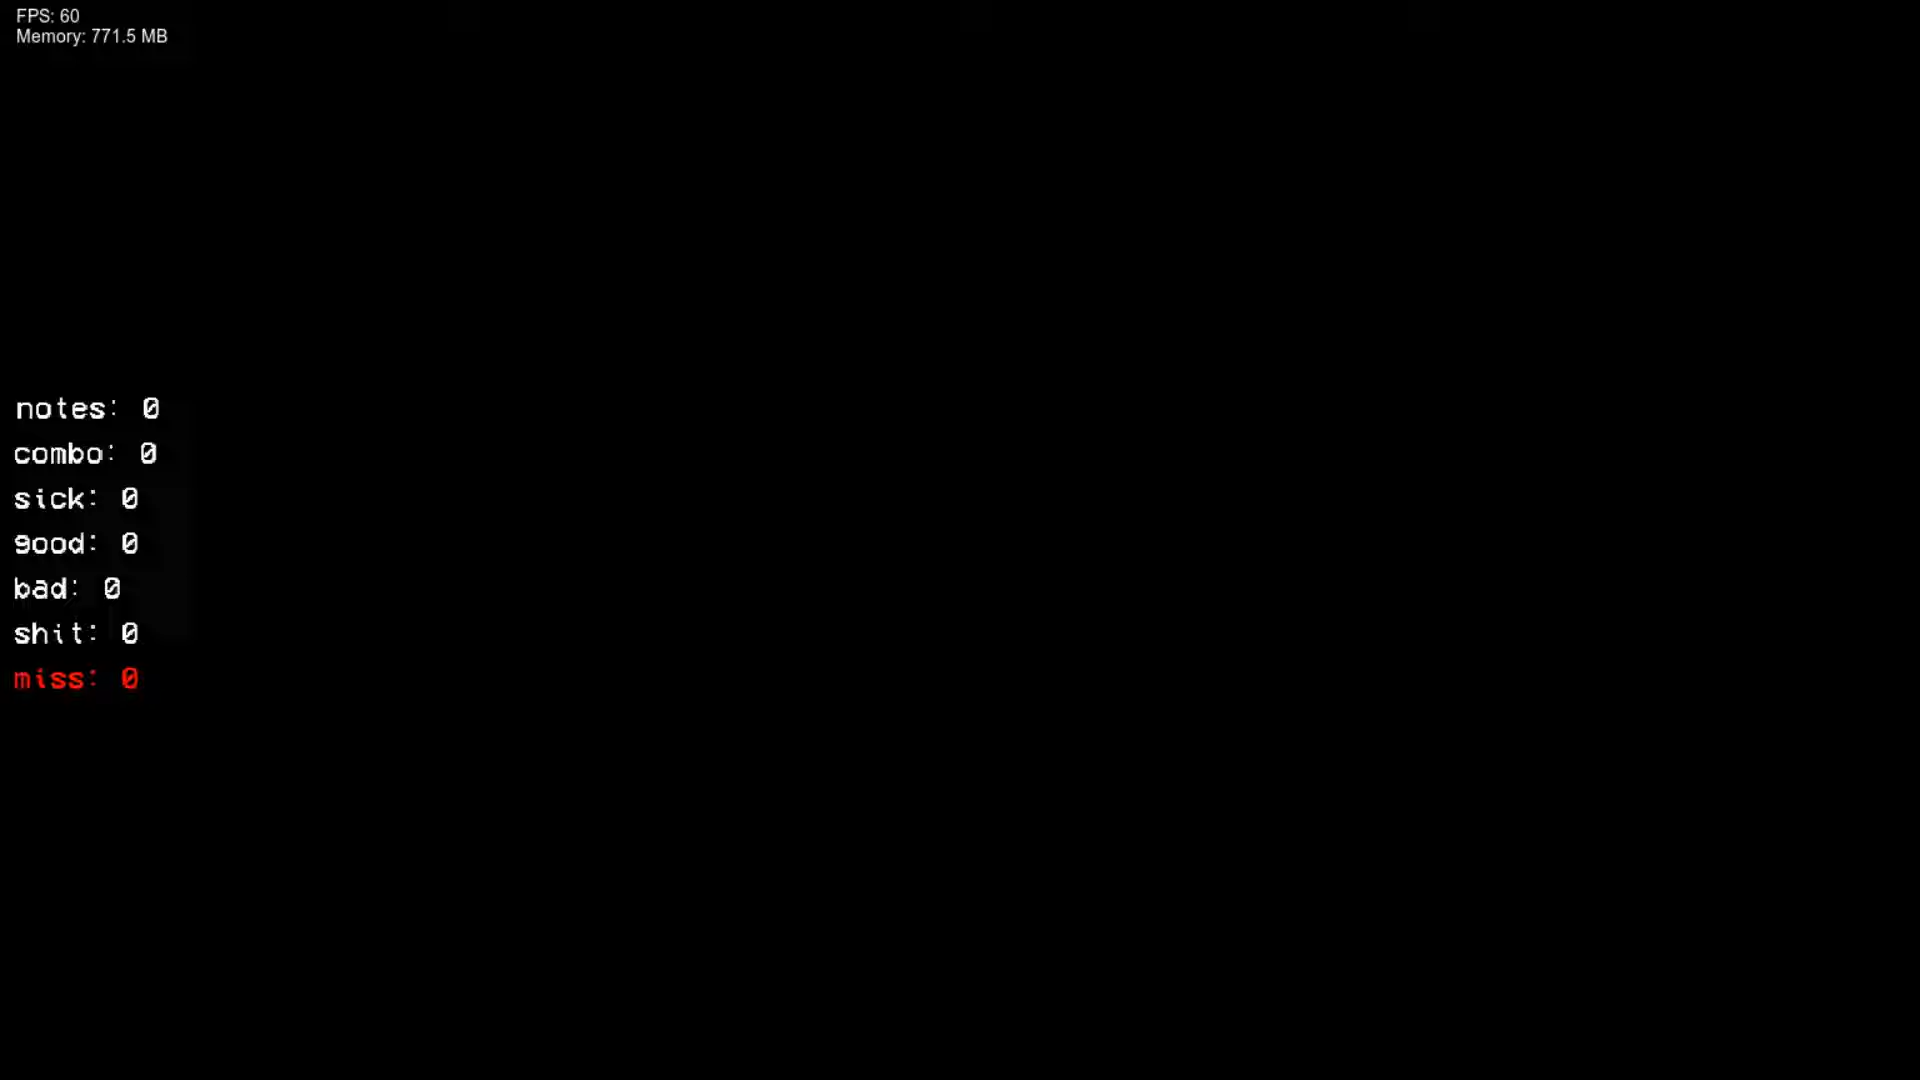 FPS: 60
Memory: 771.5 MB
notes: 0
combo: 0
sick: 0
good: 0
bad: 0
shit: 0
miss: 0